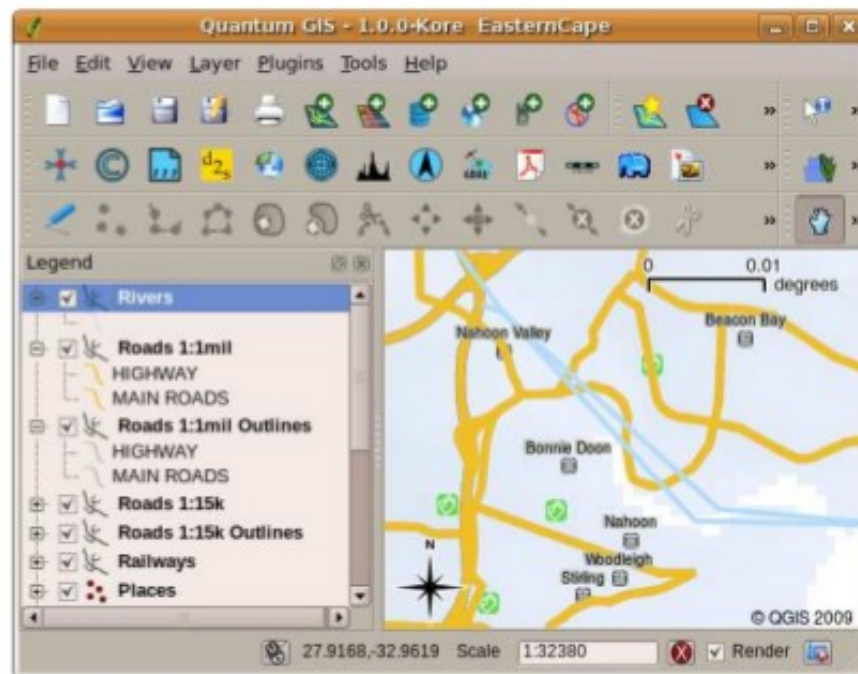 Quantum GIS - 1.0.0-Kore EasternCape
File Edit View Layer Plugins Tools Help
d2s
Legend
Rivers
Roads 1:1mil
HIGHWAY
MAIN ROADS
Roads 1:1mil Outlines
HIGHWAY
MAIN ROADS
Roads 1:15k
Roads 1:15k Outlines
Railways
Places
0 0.01
degrees
Beacon Bay
Nahoon Valley
Bonnie Doon
Nahoon
Woodleigh
Stirling
N
© QGIS 2009
27.9168,-32.9619 Scale 1:32380 Render